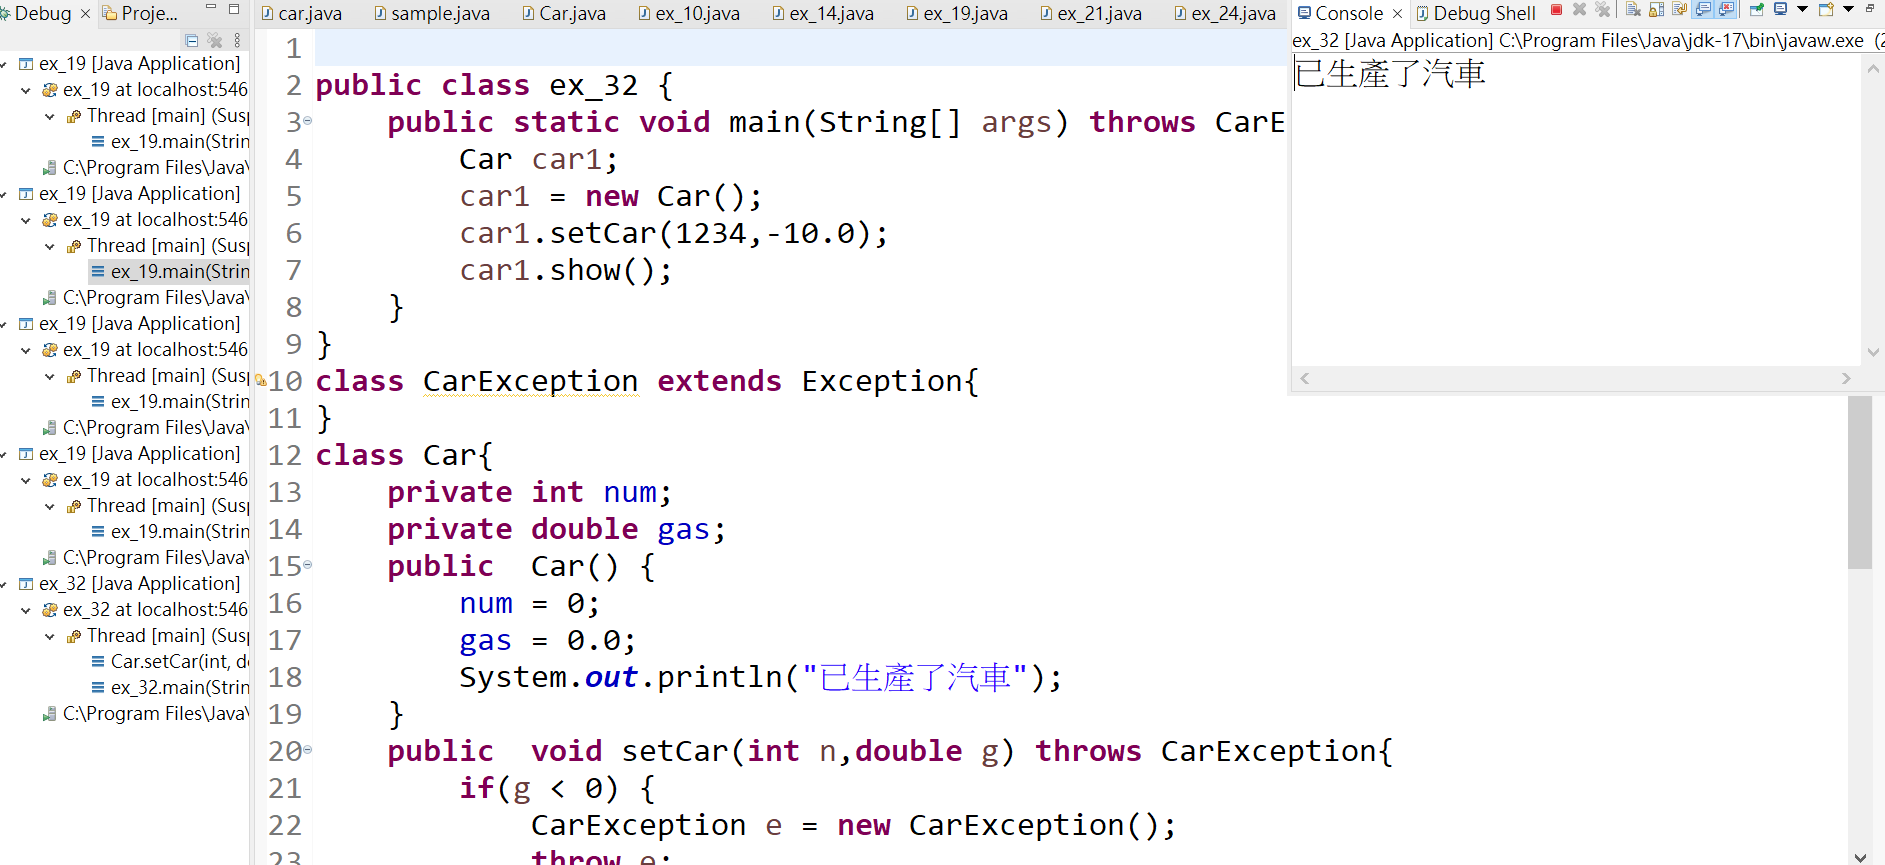 Debug Proje...
ex_19 [Java Application]
ex_19 at localhost:546
Thread [main] (Sus
ex_19.main(Strin
C:\Program Files\Java\
ex_19 [Java Application]
ex_19 at localhost:546
Thread [main] (Sus
ex_19.main(Strin
C:\Program Files\Java\
ex_19 [Java Application]
ex_19 at localhost:546
Thread [main] (Sus
ex_19.main(Strin
C:\Program Files\Java\
ex_19 [Java Application]
ex_19 at localhost:546
Thread [main] (Sus
ex_19.main(Strin
C:\Program Files\Java\
ex_32 [Java Application]
ex_32 at localhost:546
Thread [main] (Sus
Car.setCar(int, d
ex_32.main(Strin
C:\Program Files\Java\
car.java sample.java Car.java ex_10.java ex_14.java ex_19.java ex_21.java ex_24.java
1
2 public class ex_32 {
3 public static void main(String[] args) throws CarE
4 Car car1;
5 car1 = new Car();
6 car1.setCar(1234,-10.0);
7 car1.show();
8 }
9 }
10 class CarException extends Exception{
11 }
12 class Car{
13 private int num;
14 private double gas;
15 public  Car() {
16 num = 0;
17 gas = 0.0;
18 System.out.println("已生產了汽車");
19 }
20 public  void setCar(int n,double g) throws CarException{
21 if(g < 0) {
22 CarException e = new CarException();
23 throw e;
Console Debug Shell
ex_32 [Java Application] C:\Program Files\Java\jdk-17\bin\javaw.exe (2
已生產了汽車